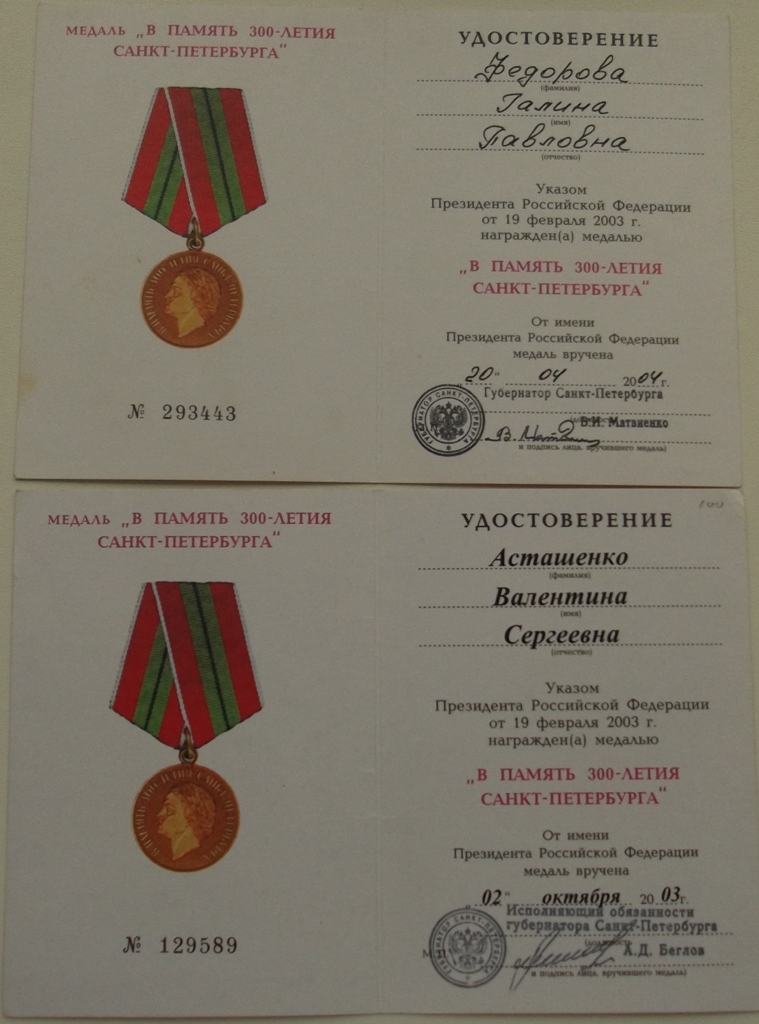 МЕДАЛЬ „В ПАМЯТЬ 300-ЛЕТИЯ
САНКТ-ПЕТЕРБУРГА“
№ 293443
УДОСТОВЕРЕНИЕ
Федорова
(фамилия)
Галина
(имя)
Павловна
(отчество)
Указом
Президента Российской Федерации
от 19 февраля 2003 г.
награжден(а) медалью
„В ПАМЯТЬ 300-ЛЕТИЯ
САНКТ-ПЕТЕРБУРГА“
От имени
Президента Российской Федерации
медаль вручена
„20“ 04 2004 г.
Губернатор Санкт-Петербурга
В.И. Матвиенко
и подпись лица, вручившего медаль)
МЕДАЛЬ „В ПАМЯТЬ 300-ЛЕТИЯ
САНКТ-ПЕТЕРБУРГА“
№ 129589
УДОСТОВЕРЕНИЕ
Асташенко
(фамилия)
Валентина
(имя)
Сергеевна
(отчество)
Указом
Президента Российской Федерации
от 19 февраля 2003 г.
награжден(а) медалью
„В ПАМЯТЬ 300-ЛЕТИЯ
САНКТ-ПЕТЕРБУРГА“
От имени
Президента Российской Федерации
медаль вручена
„02“ октября 2003г.
Исполняющий обязанности
губернатора Санкт-Петербурга
А.Д. Беглов
и подпись лица, вручившего медаль)